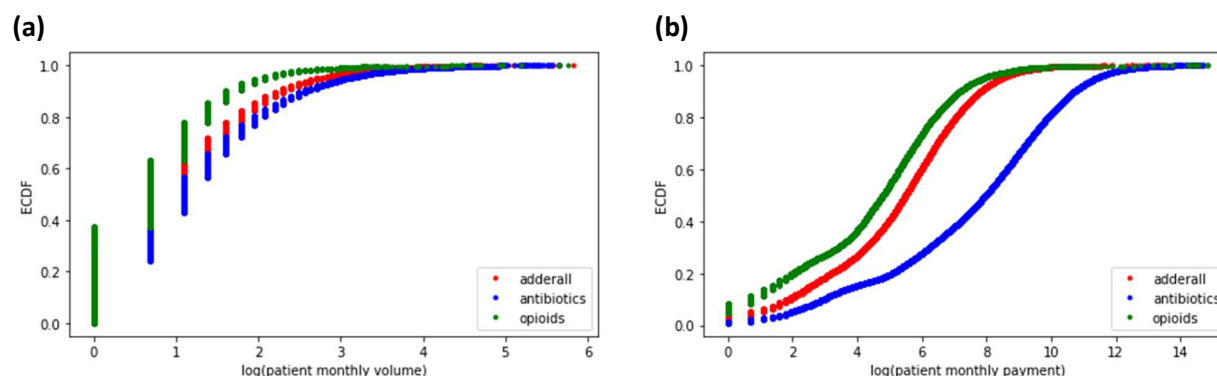 (a)
1.0
0.8
0.6
0.4
0.2
0.0
ECDF
adderall
antibiotics
opioids
0 1 2 3 4 5 6
log(patient monthly volume)
(b)
1.0
0.8
0.6
0.4
0.2
0.0
ECDF
adderall
antibiotics
opioids
0 2 4 6 8 10 12 14
log(patient monthly payment)